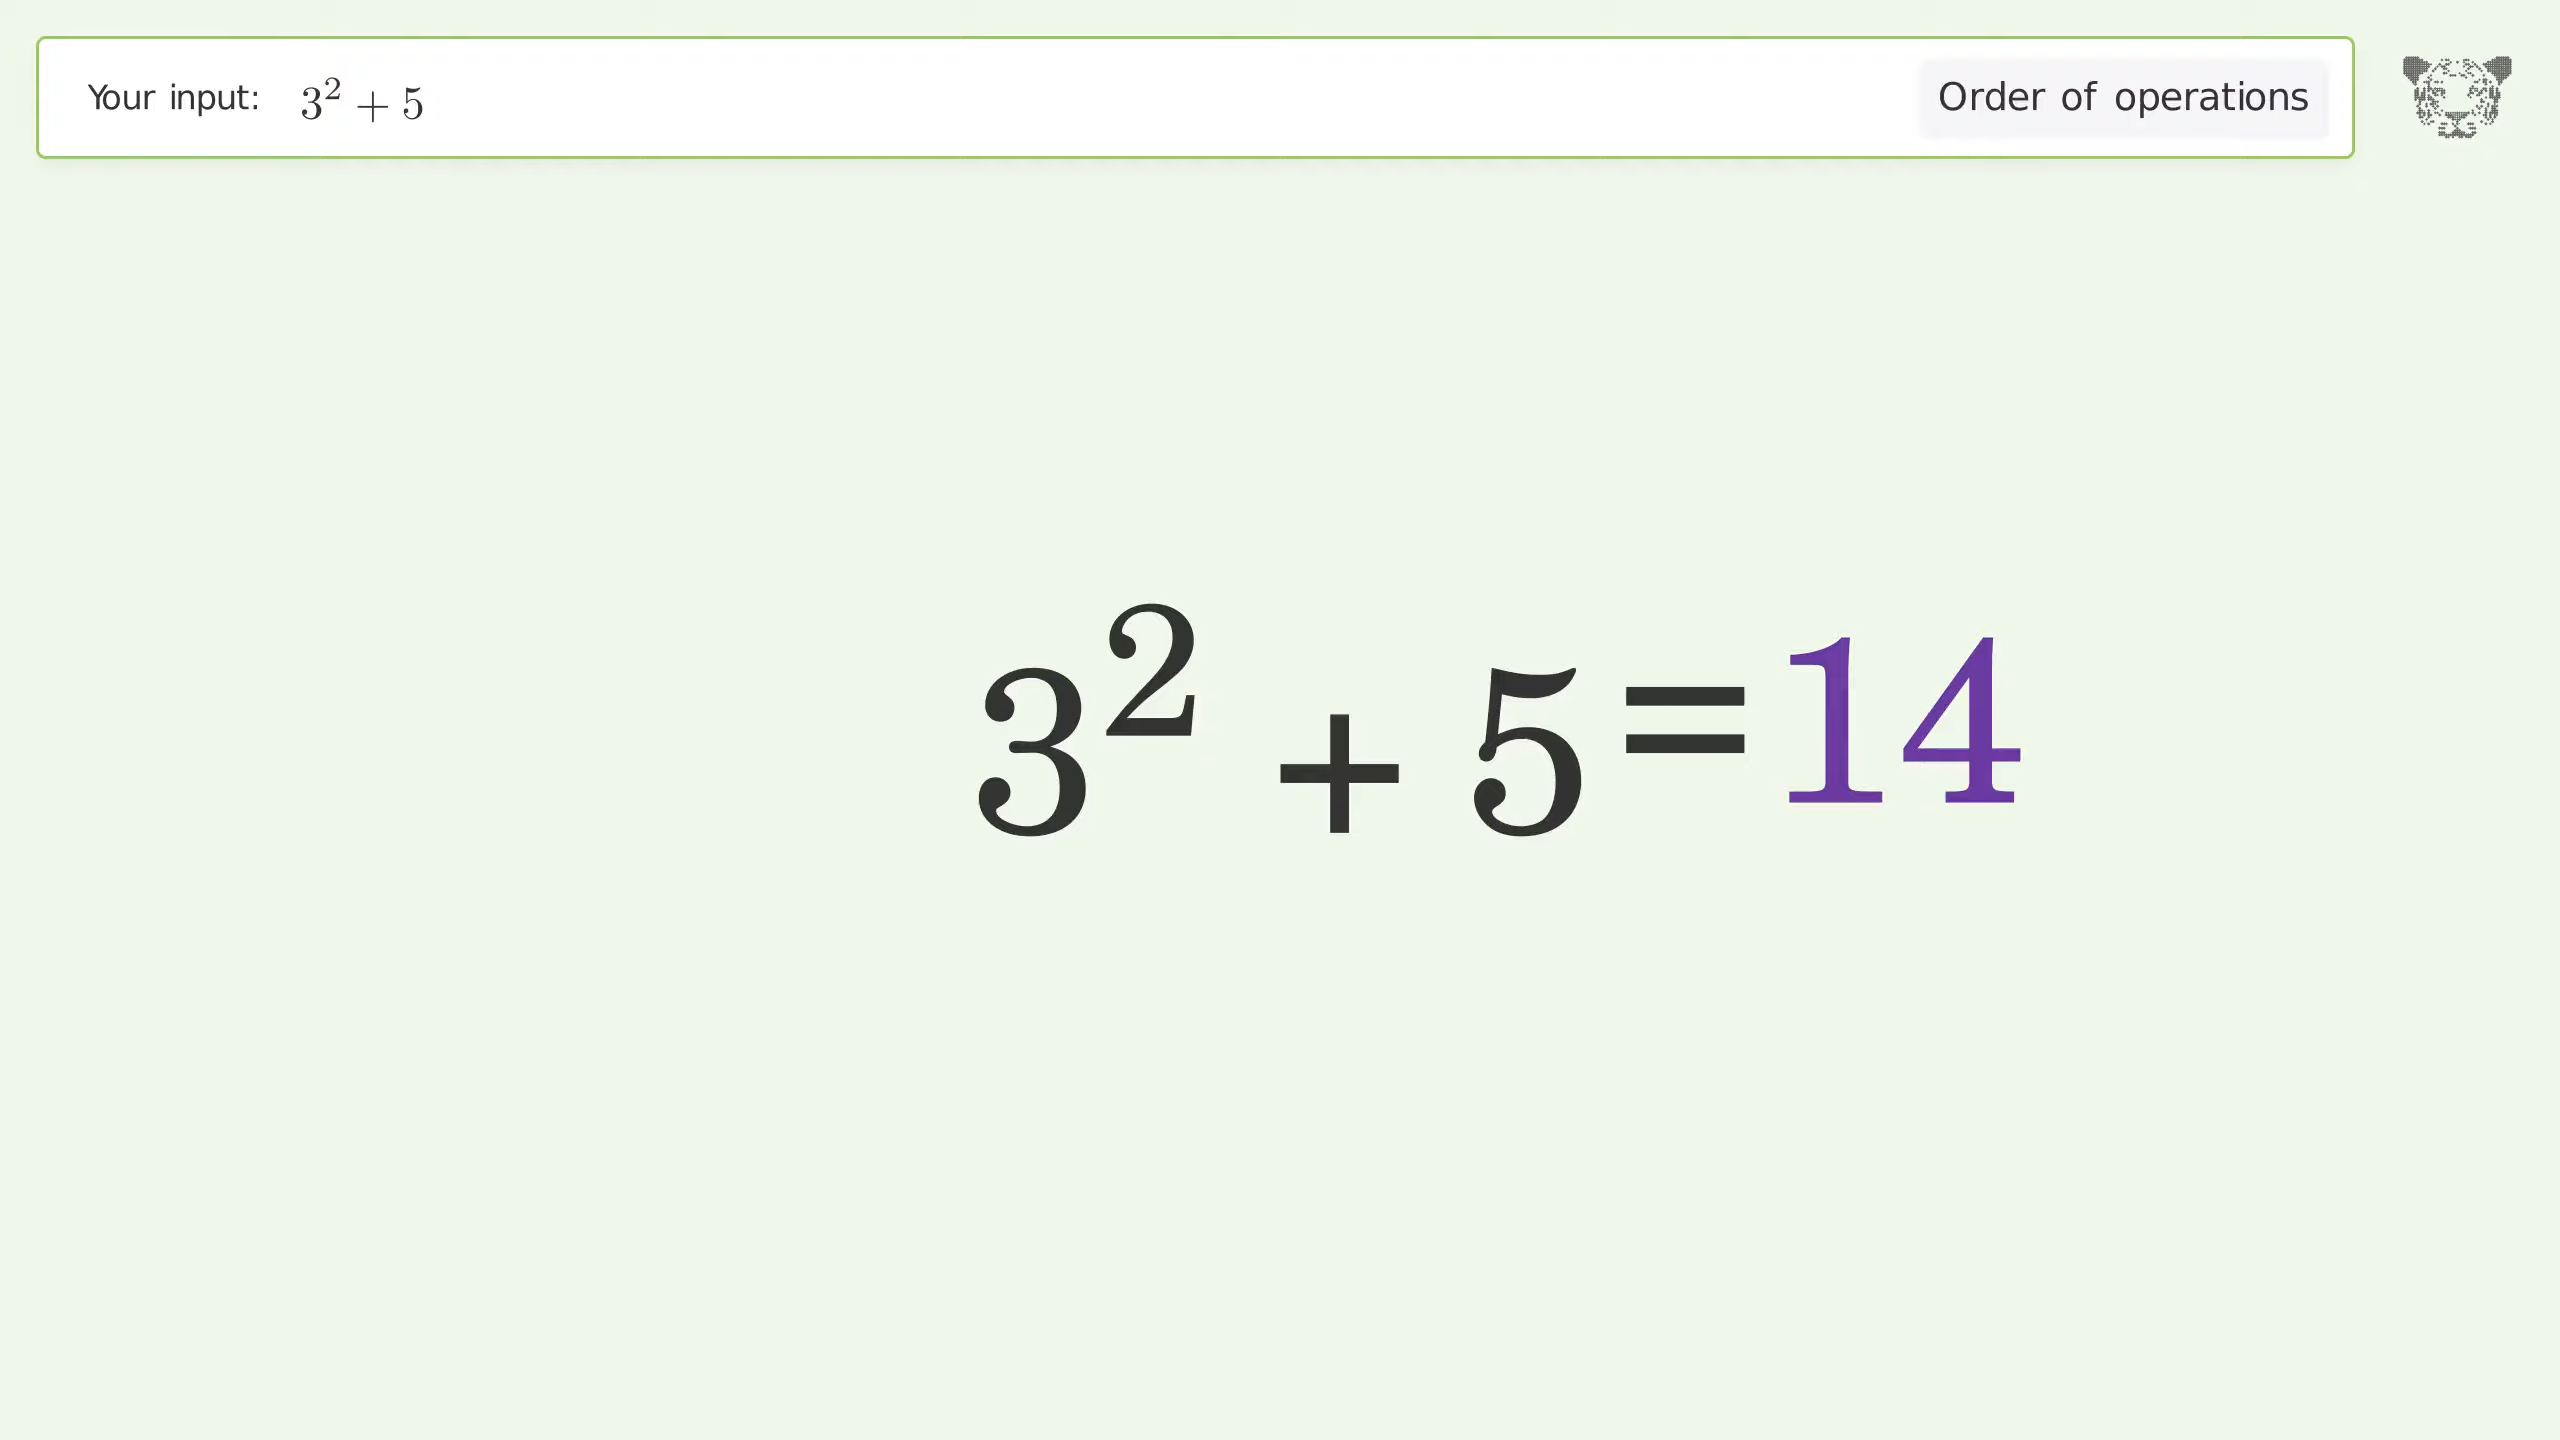 Your input: 3² + 5
Order of operations
3² + 5 = 14